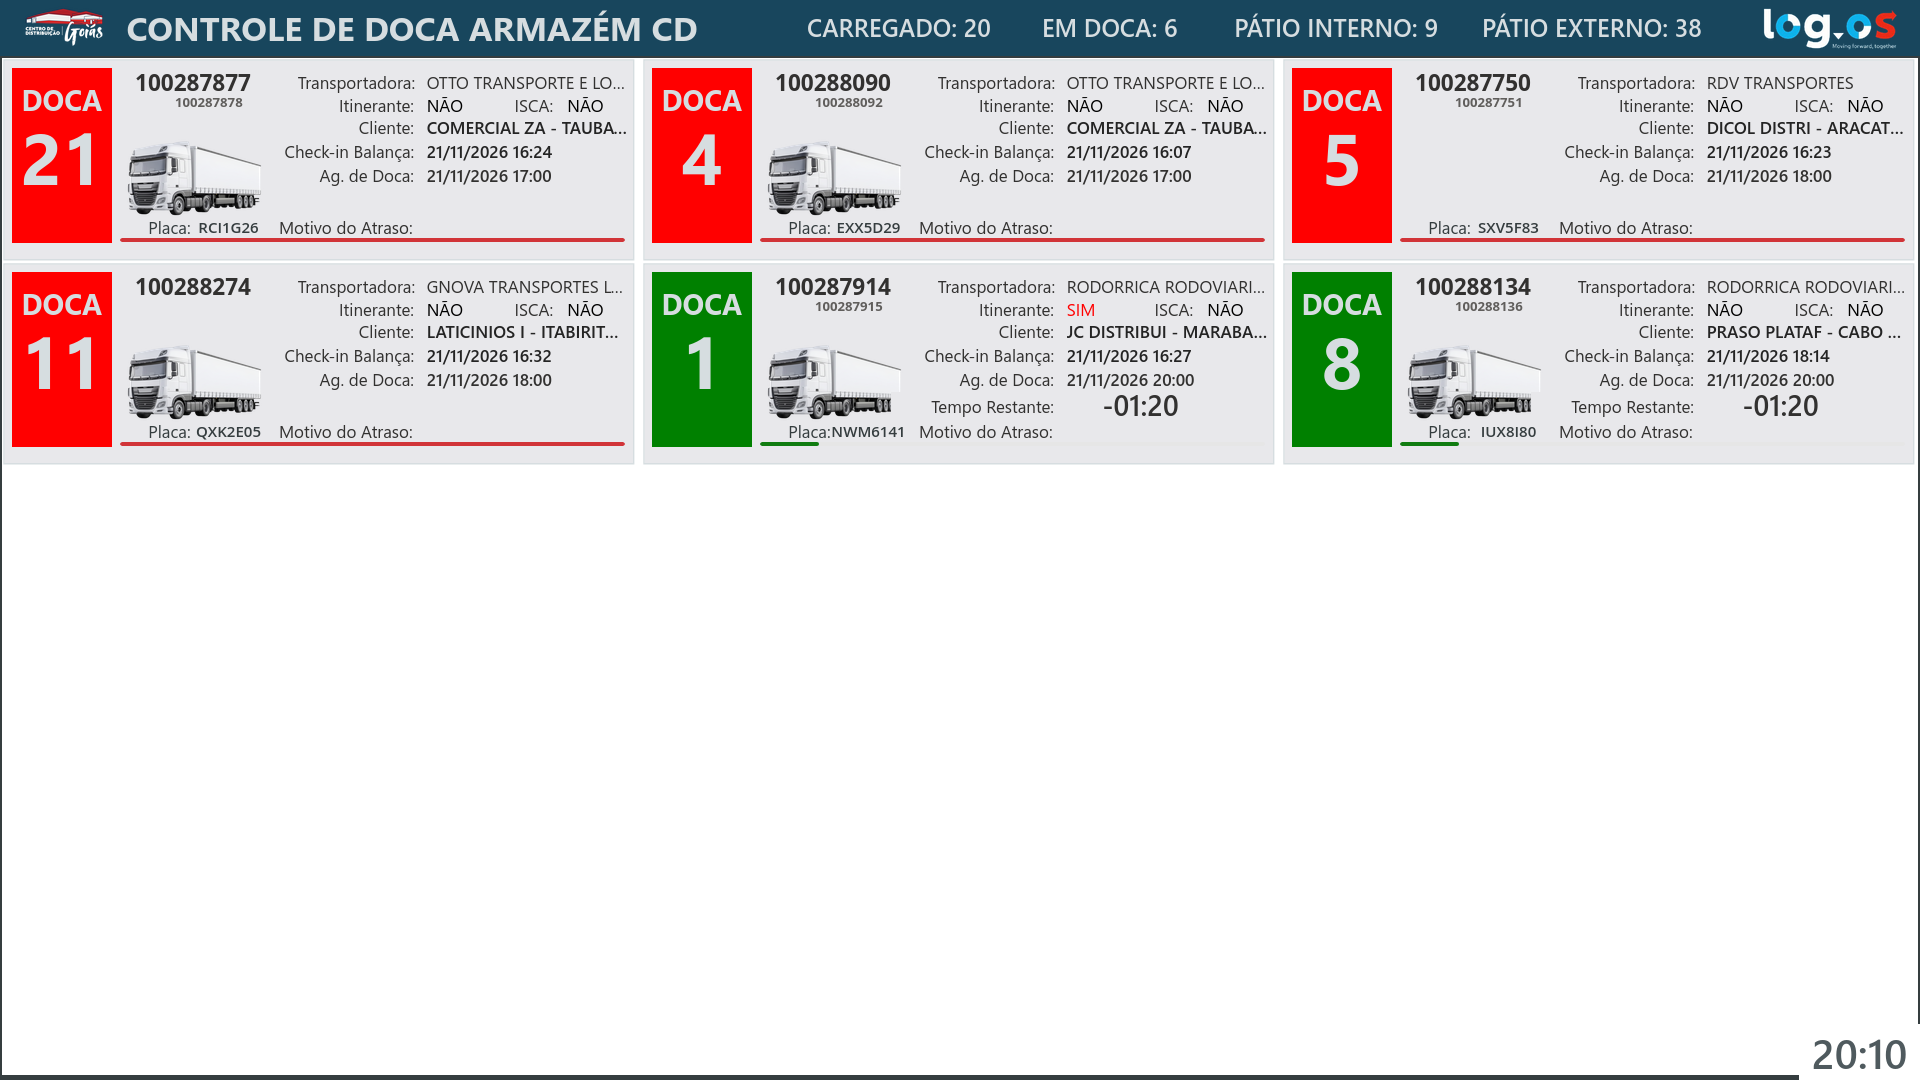 CENTRO DE DISTRIBUIÇÃO Goiás
CONTROLE DE DOCA ARMAZÉM CD
CARREGADO: 20
EM DOCA: 6
PÁTIO INTERNO: 9
PÁTIO EXTERNO: 38
log.os
Moving forward, together
DOCA
21
100287877
100287878
Transportadora: OTTO TRANSPORTE E LO...
Itinerante: NÃO ISCA: NÃO
Cliente: COMERCIAL ZA - TAUBA...
Check-in Balança: 21/11/2026 16:24
Ag. de Doca: 21/11/2026 17:00
Placa: RCI1G26 Motivo do Atraso:
DOCA
4
100288090
100288092
Transportadora: OTTO TRANSPORTE E LO...
Itinerante: NÃO ISCA: NÃO
Cliente: COMERCIAL ZA - TAUBA...
Check-in Balança: 21/11/2026 16:07
Ag. de Doca: 21/11/2026 17:00
Placa: EXX5D29 Motivo do Atraso:
DOCA
5
100287750
100287751
Transportadora: RDV TRANSPORTES
Itinerante: NÃO ISCA: NÃO
Cliente: DICOL DISTRI - ARACAT...
Check-in Balança: 21/11/2026 16:23
Ag. de Doca: 21/11/2026 18:00
Placa: SXV5F83 Motivo do Atraso:
DOCA
11
100288274
Transportadora: GNOVA TRANSPORTES L...
Itinerante: NÃO ISCA: NÃO
Cliente: LATICINIOS I - ITABIRIT...
Check-in Balança: 21/11/2026 16:32
Ag. de Doca: 21/11/2026 18:00
Placa: QXK2E05 Motivo do Atraso:
DOCA
1
100287914
100287915
Transportadora: RODORRICA RODOVIARI...
Itinerante: SIM ISCA: NÃO
Cliente: JC DISTRIBUI - MARABA...
Check-in Balança: 21/11/2026 16:27
Ag. de Doca: 21/11/2026 20:00
Tempo Restante: -01:20
Placa: NWM6141 Motivo do Atraso:
DOCA
8
100288134
100288136
Transportadora: RODORRICA RODOVIARI...
Itinerante: NÃO ISCA: NÃO
Cliente: PRASO PLATAF - CABO ...
Check-in Balança: 21/11/2026 18:14
Ag. de Doca: 21/11/2026 20:00
Tempo Restante: -01:20
Placa: IUX8I80 Motivo do Atraso:
20:10